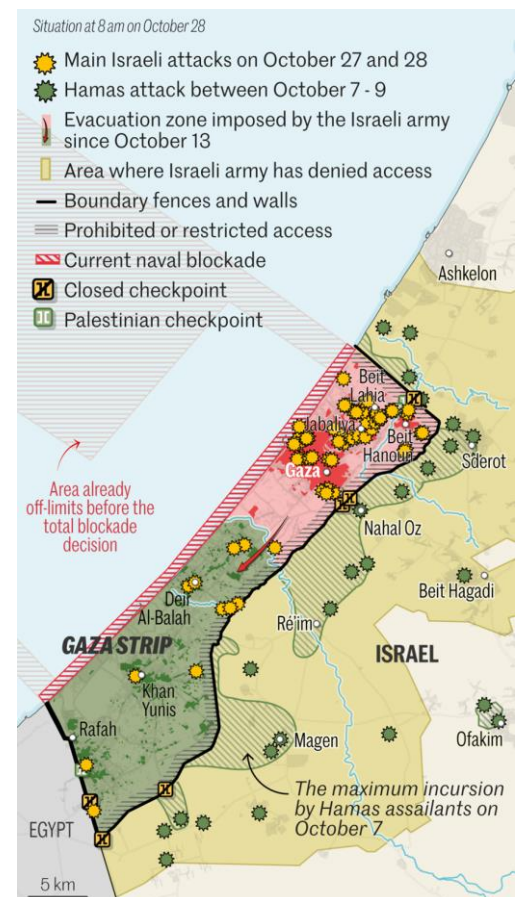 Situation at 8 am on October 28
Main Israeli attacks on October 27 and 28
Hamas attack between October 7 - 9
Evacuation zone imposed by the Israeli army
since October 13
Area where Israeli army has denied access
Boundary fences and walls
Prohibited or restricted access
Current naval blockade
Closed checkpoint
Palestinian checkpoint
Ashkelon
Beit
Lahia
Jabaliya
Beit
Hanoun
Sderot
Gaza
Area already
off-limits before the
total blockade
decision
Nahal Oz
Beit Hagadi
Deir
Al-Balah
Ré'im
GAZA STRIP
ISRAEL
Khan
Yunis
Rafah
Magen
Ofakim
The maximum incursion
by Hamas assailants on
October 7
EGYPT
5 km